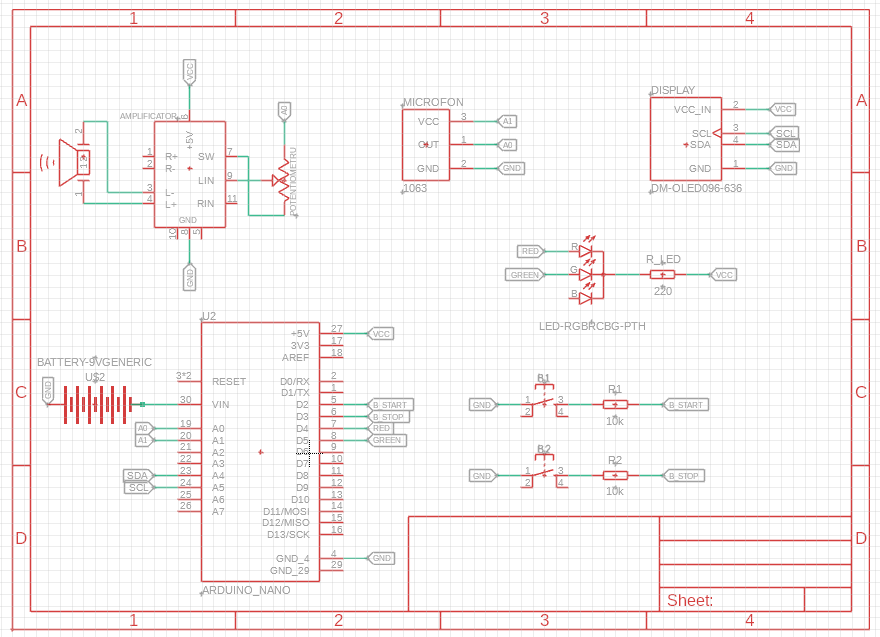 1 2 3 4
A A
B B
C C
D D
1 2 3 4
VCC
AMPLIFICATOR
6
+5V
2
1
1 R+
2 R-
3 L-
4 L+
SW 7
LIN 9
RIN 11
GND
10 8 5
GND
A0
POTENTIOMETRU
MICROFON
VCC 3 A1
OUT 1 A0
GND 2 GND
1063
DISPLAY
VCC_IN 2 VCC
SCL 3 SCL
SDA 4 SDA
GND 1 GND
DM-OLED096-636
RED R
GREEN G
B
R_LED
VCC
220
LED-RGBRCBG-PTH
BATTERY-9VGENERIC
U$2
GND
U2
+5V 27 VCC
3V3 17
AREF 18
3*2 RESET
D0/RX 2
D1/TX 1
30 VIN
D2 5 B_START
D3 6 B_STOP
A0 19 A0
D4 7 RED
A1 20 A1
D5 8 GREEN
21 A2
D6 9
22 A3
D7 10
SDA 23 A4
D8 11
SCL 24 A5
D9 12
25 A6
D10 13
26 A7
D11/MOSI 14
D12/MISO 15
D13/SCK 16
GND_4 4 GND
GND_29 29
ARDUINO_NANO
B1
GND 1 3
2 4
R1
B_START
10k
B2
GND 1 3
2 4
R2
B_STOP
10k
Sheet: